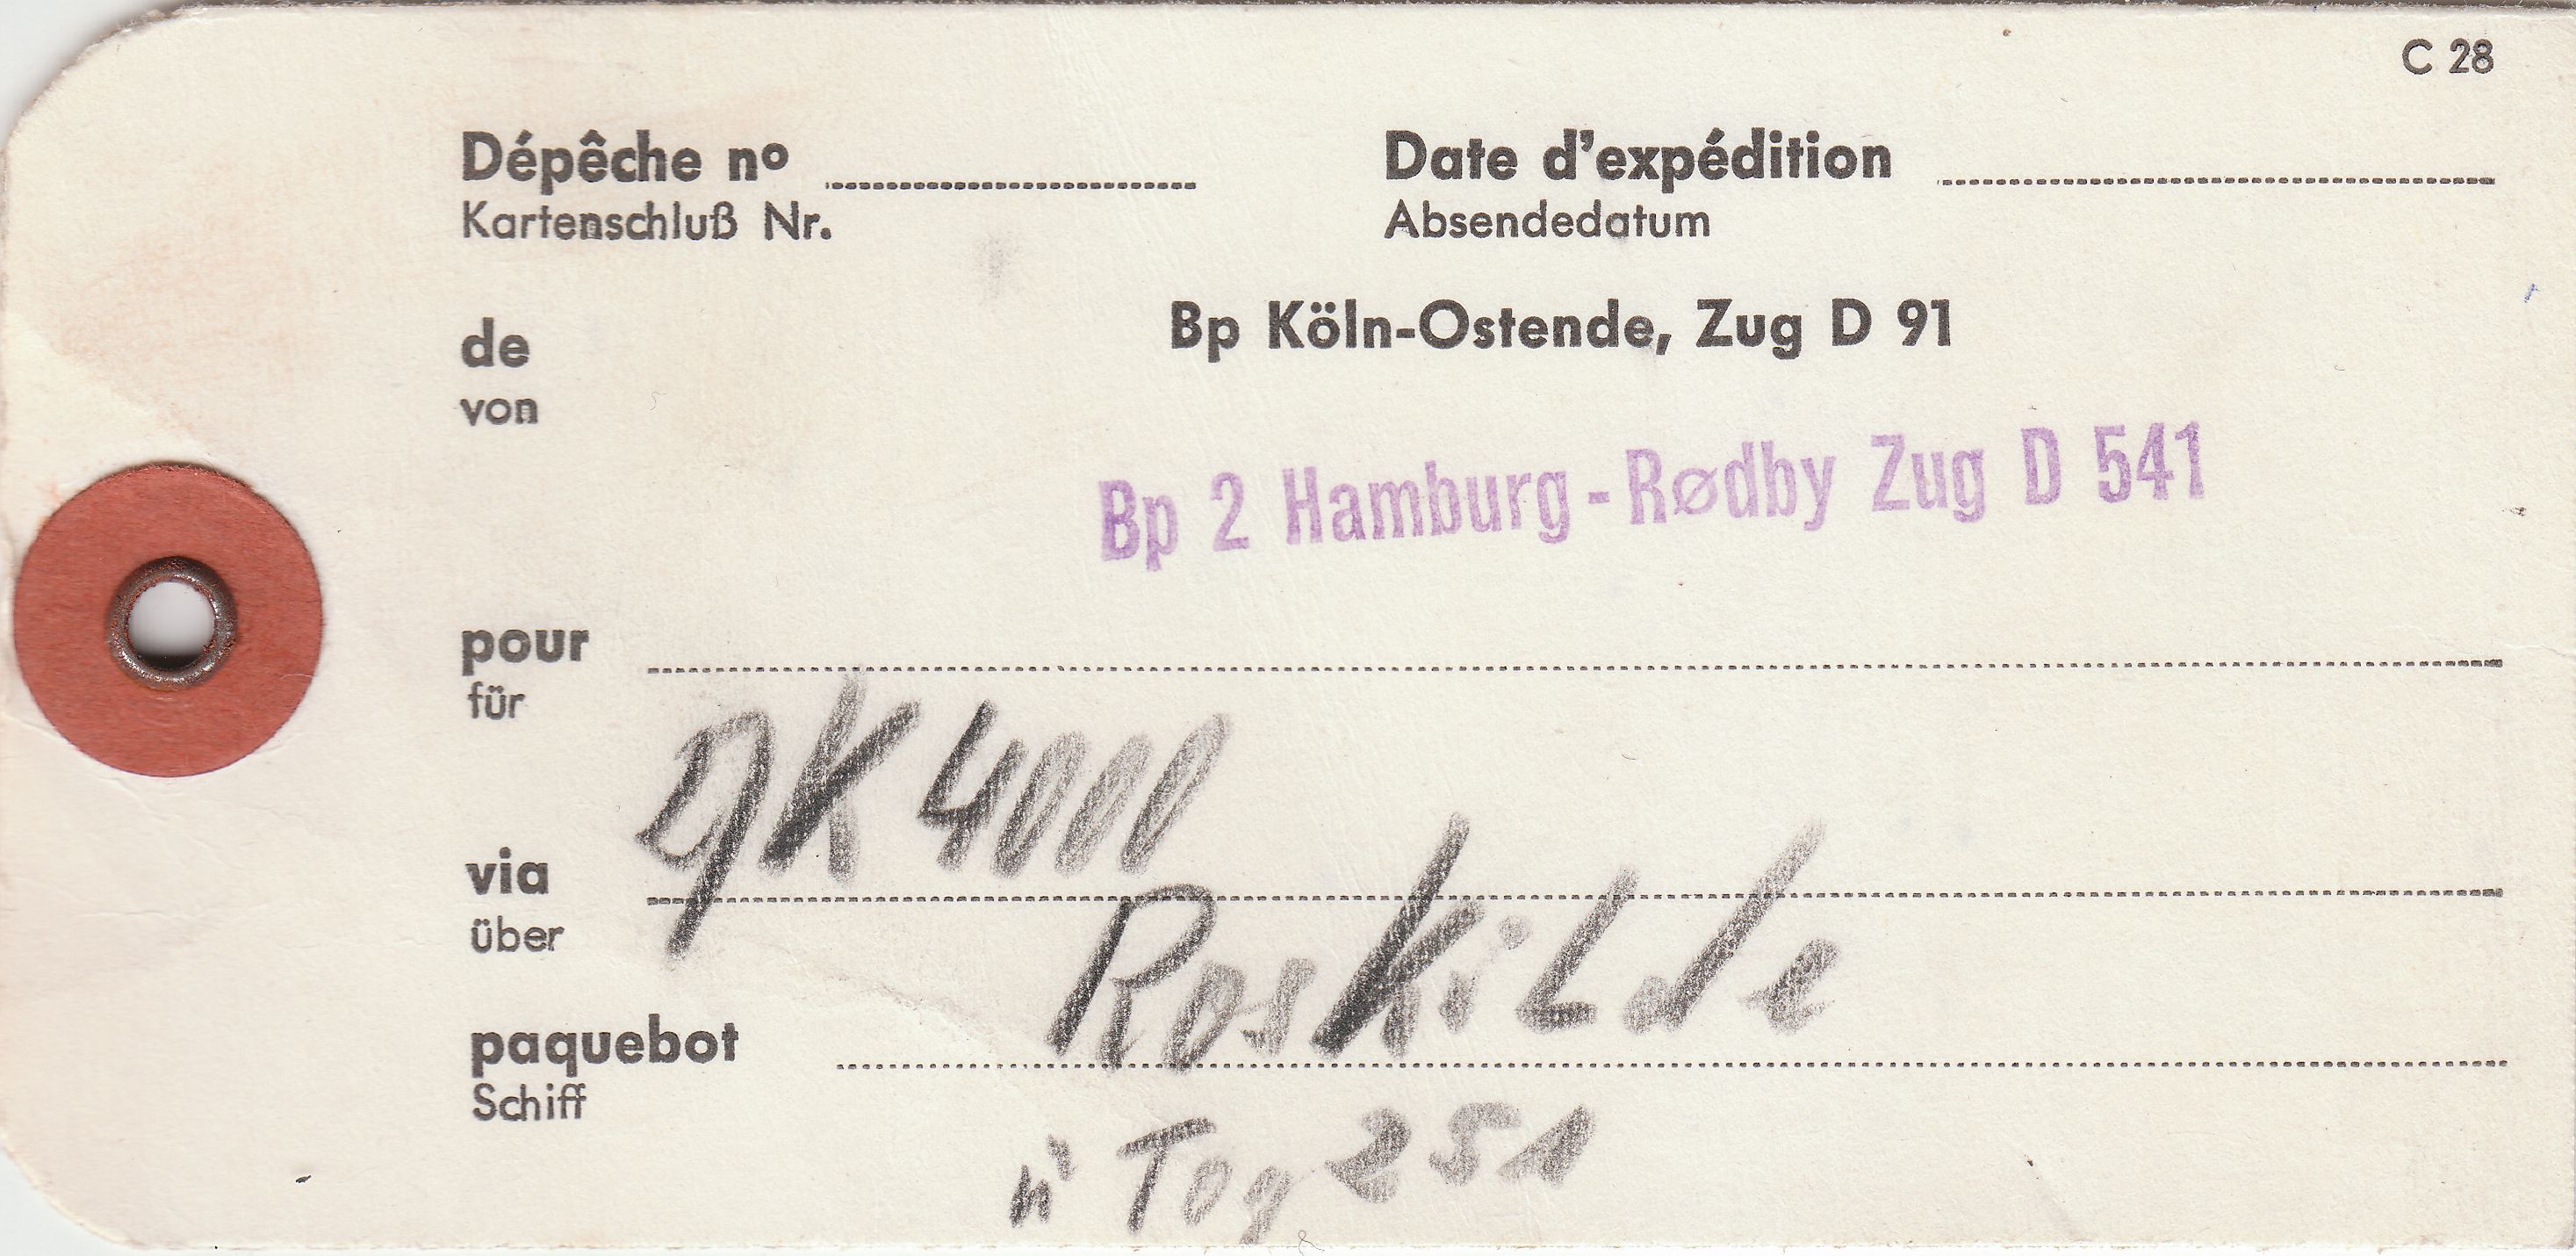 C 28
Dépêche nº Date d'expédition
Kartenschluß Nr. Absendedatum
de Bp Köln-Ostende, Zug D 91
von
Bp 2 Hamburg-Rødby Zug D 541
pour
für
DK 4000
via
über
Roskilde
paquebot
Schiff
ü Tog 251